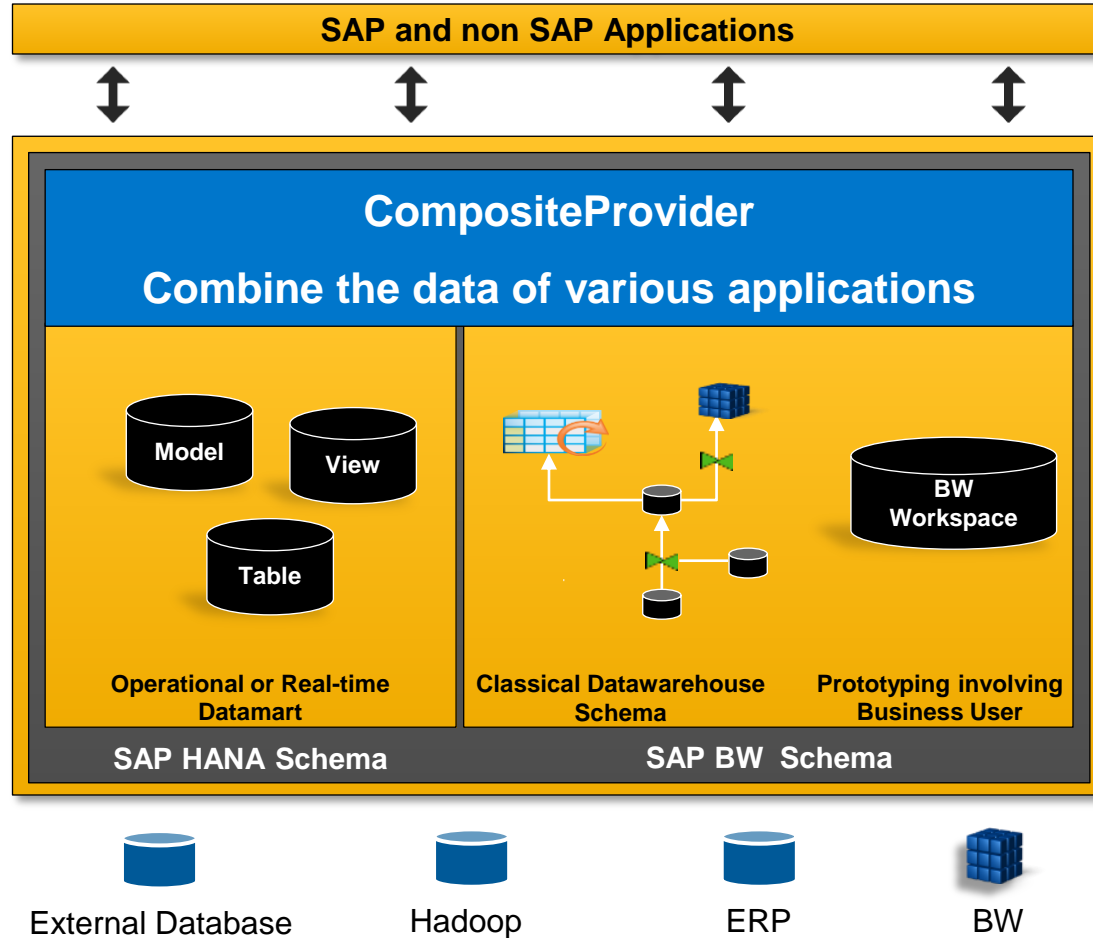 SAP and non SAP Applications
CompositeProvider
Combine the data of various applications
Model
View
Table
BW
Workspace
Operational or Real-time
Datamart
Classical Datawarehouse
Schema
Prototyping involving
Business User
SAP HANA Schema
SAP BW Schema
External Database
Hadoop
ERP
BW